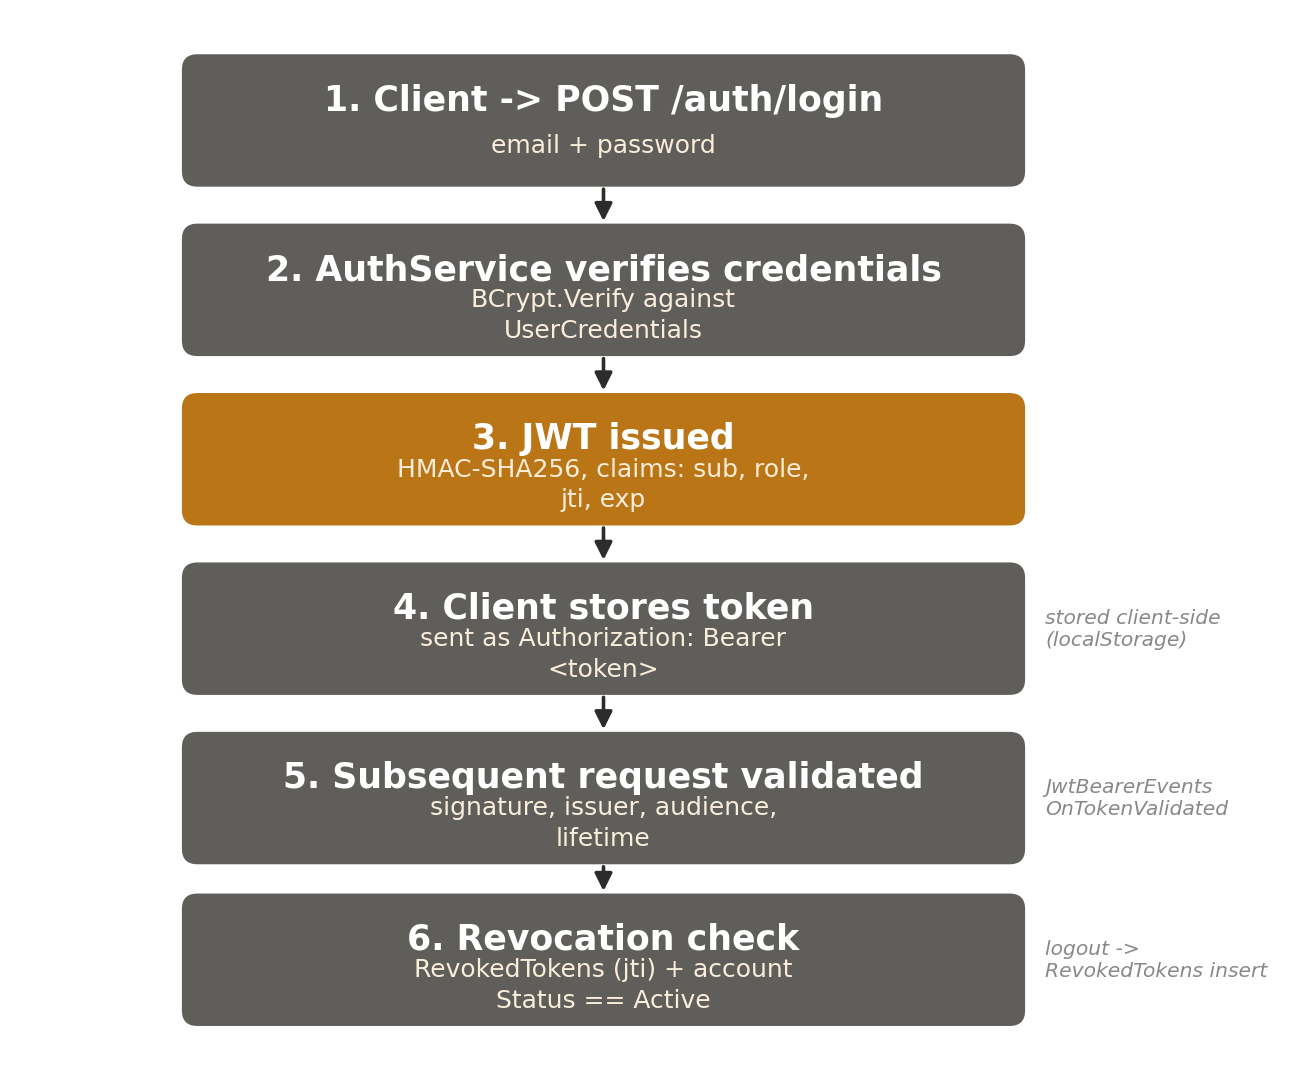 1. Client -> POST /auth/login
email + password
2. AuthService verifies credentials
BCrypt.Verify against
UserCredentials
3. JWT issued
HMAC-SHA256, claims: sub, role,
jti, exp
4. Client stores token
sent as Authorization: Bearer
<token>
stored client-side
(localStorage)
5. Subsequent request validated
signature, issuer, audience,
lifetime
JwtBearerEvents
OnTokenValidated
6. Revocation check
RevokedTokens (jti) + account
Status == Active
logout ->
RevokedTokens insert